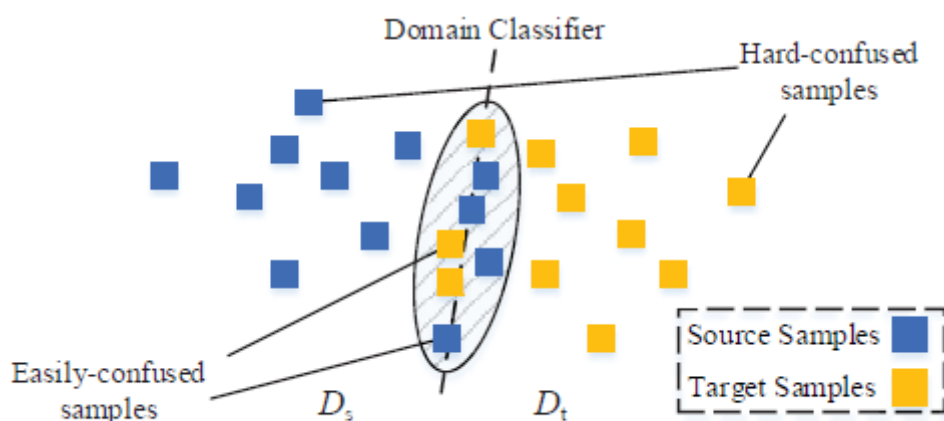 Domain Classifier
Hard-confused
samples
Source Samples
Target Samples
Easily-confused
samples
Ds
Dt